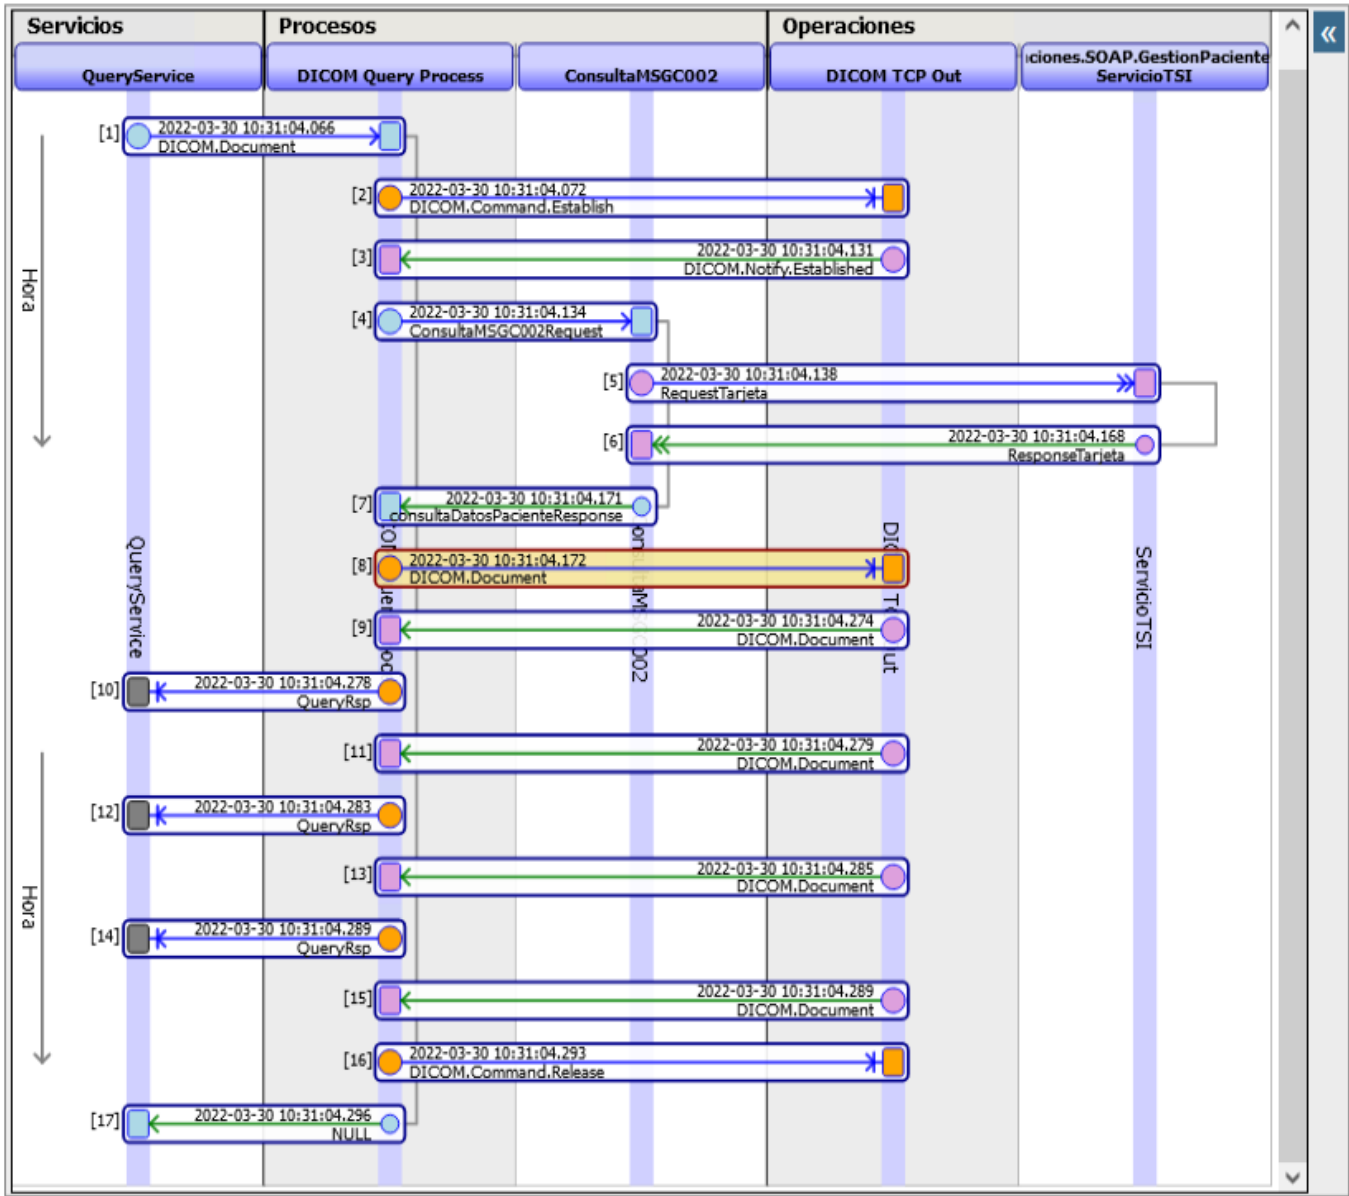 Servicios Procesos Operaciones
QueryService DICOM Query Process ConsultaMSGC002 DICOM TCP Out ciones.SOAP.GestionPaciente
ServicioTSI
[1] 2022-03-30 10:31:04.066
DICOM.Document
[2] 2022-03-30 10:31:04.072
DICOM.Command.Establish
[3] 2022-03-30 10:31:04.131
DICOM.Notify.Established
Hora
[4] 2022-03-30 10:31:04.134
ConsultaMSGC002Request
[5] 2022-03-30 10:31:04.138
RequestTarjeta
[6] 2022-03-30 10:31:04.168
ResponseTarjeta
[7] 2022-03-30 10:31:04.171
consultaDatosPacienteResponse
QueryService
ServicioTSI
[8] 2022-03-30 10:31:04.172
DICOM.Document
[9] 2022-03-30 10:31:04.274
DICOM.Document
[10] 2022-03-30 10:31:04.278
QueryRsp
[11] 2022-03-30 10:31:04.279
DICOM.Document
[12] 2022-03-30 10:31:04.283
QueryRsp
[13] 2022-03-30 10:31:04.285
DICOM.Document
Hora
[14] 2022-03-30 10:31:04.289
QueryRsp
[15] 2022-03-30 10:31:04.289
DICOM.Document
[16] 2022-03-30 10:31:04.293
DICOM.Command.Release
[17] 2022-03-30 10:31:04.296
NULL